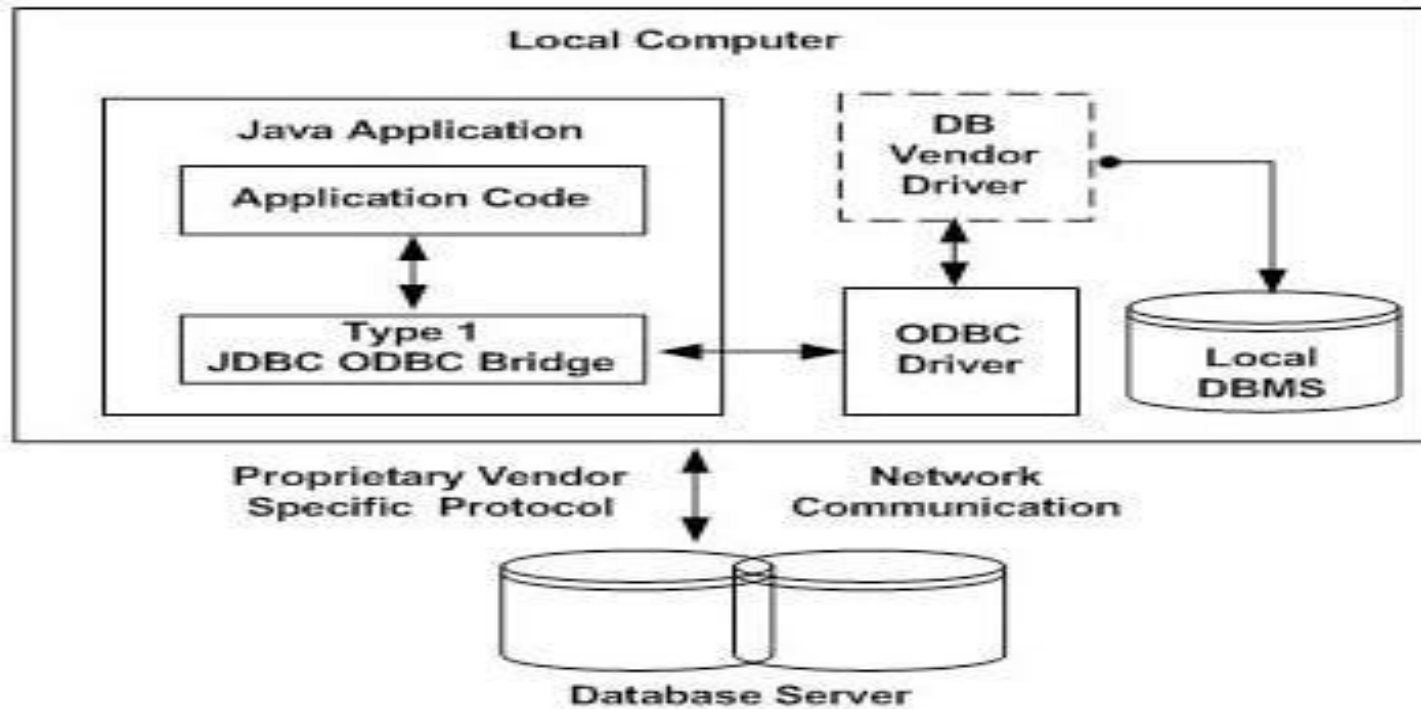 Local Computer
Java Application
Application Code
Type 1
JDBC ODBC Bridge
DB
Vendor
Driver
ODBC
Driver
Local
DBMS
Proprietary Vendor
Specific Protocol
Network
Communication
Database Server